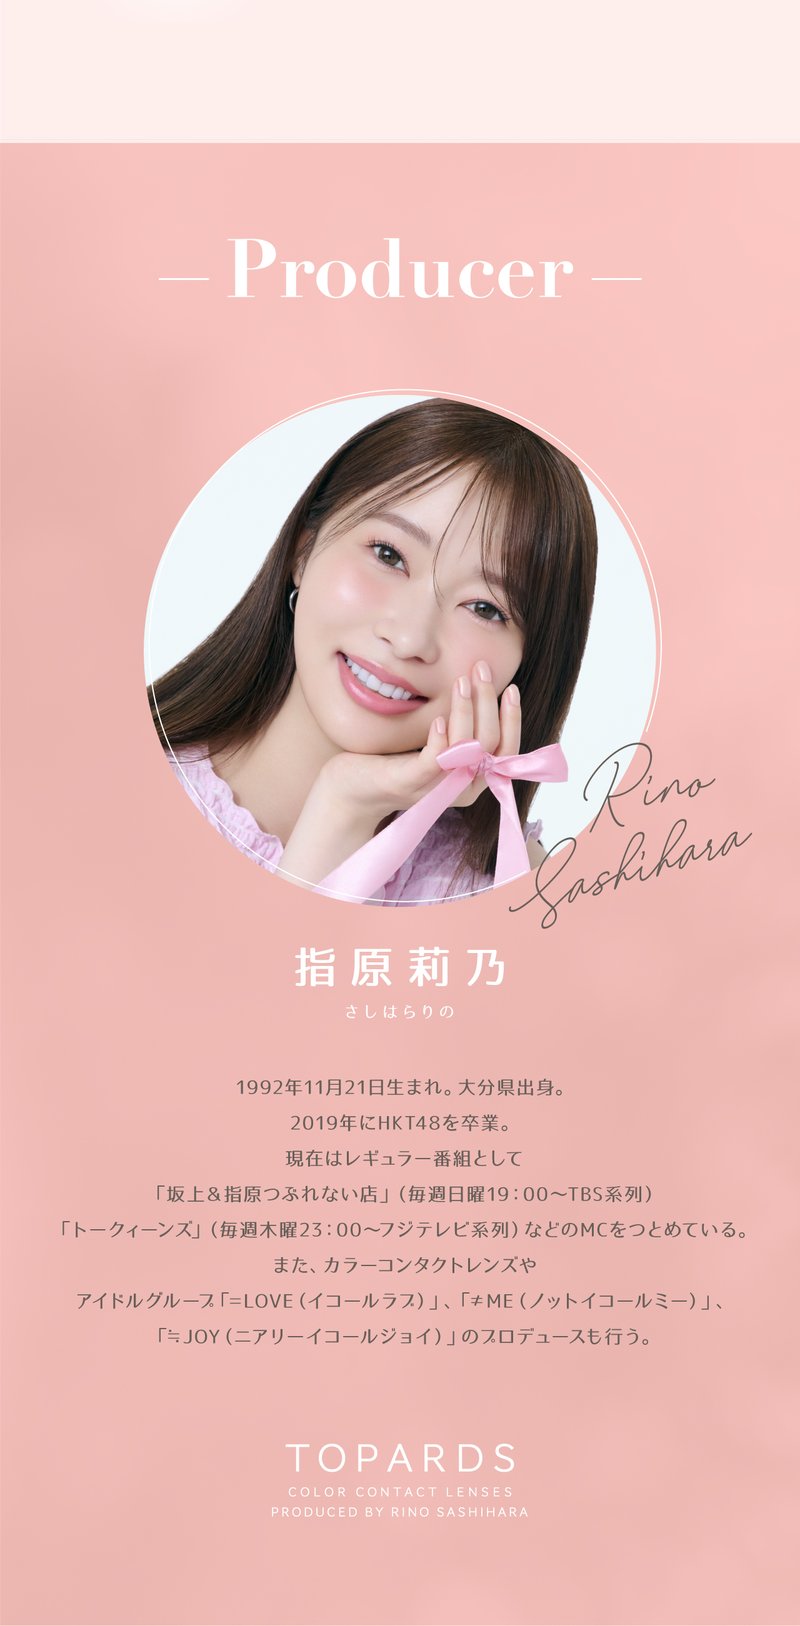 Producer
Rino
Sashihara
指原莉乃
さしはらりの
1992年11月21日生まれ。大分県出身。
2019年にHKT48を卒業。
現在はレギュラー番組として
「坂上&指原つぶれない店」（毎週日曜19：00〜TBS系列）
「トークィーンズ」（毎週木曜23：00〜フジテレビ系列）などのMCをつとめている。
また、カラーコンタクトレンズや
アイドルグループ「=LOVE（イコールラブ）」、「≠ME（ノットイコールミー）」、
「≒JOY（ニアリーイコールジョイ）」のプロデュースも行う。
TOPARDS
COLOR CONTACT LENSES
PRODUCED BY RINO SASHIHARA